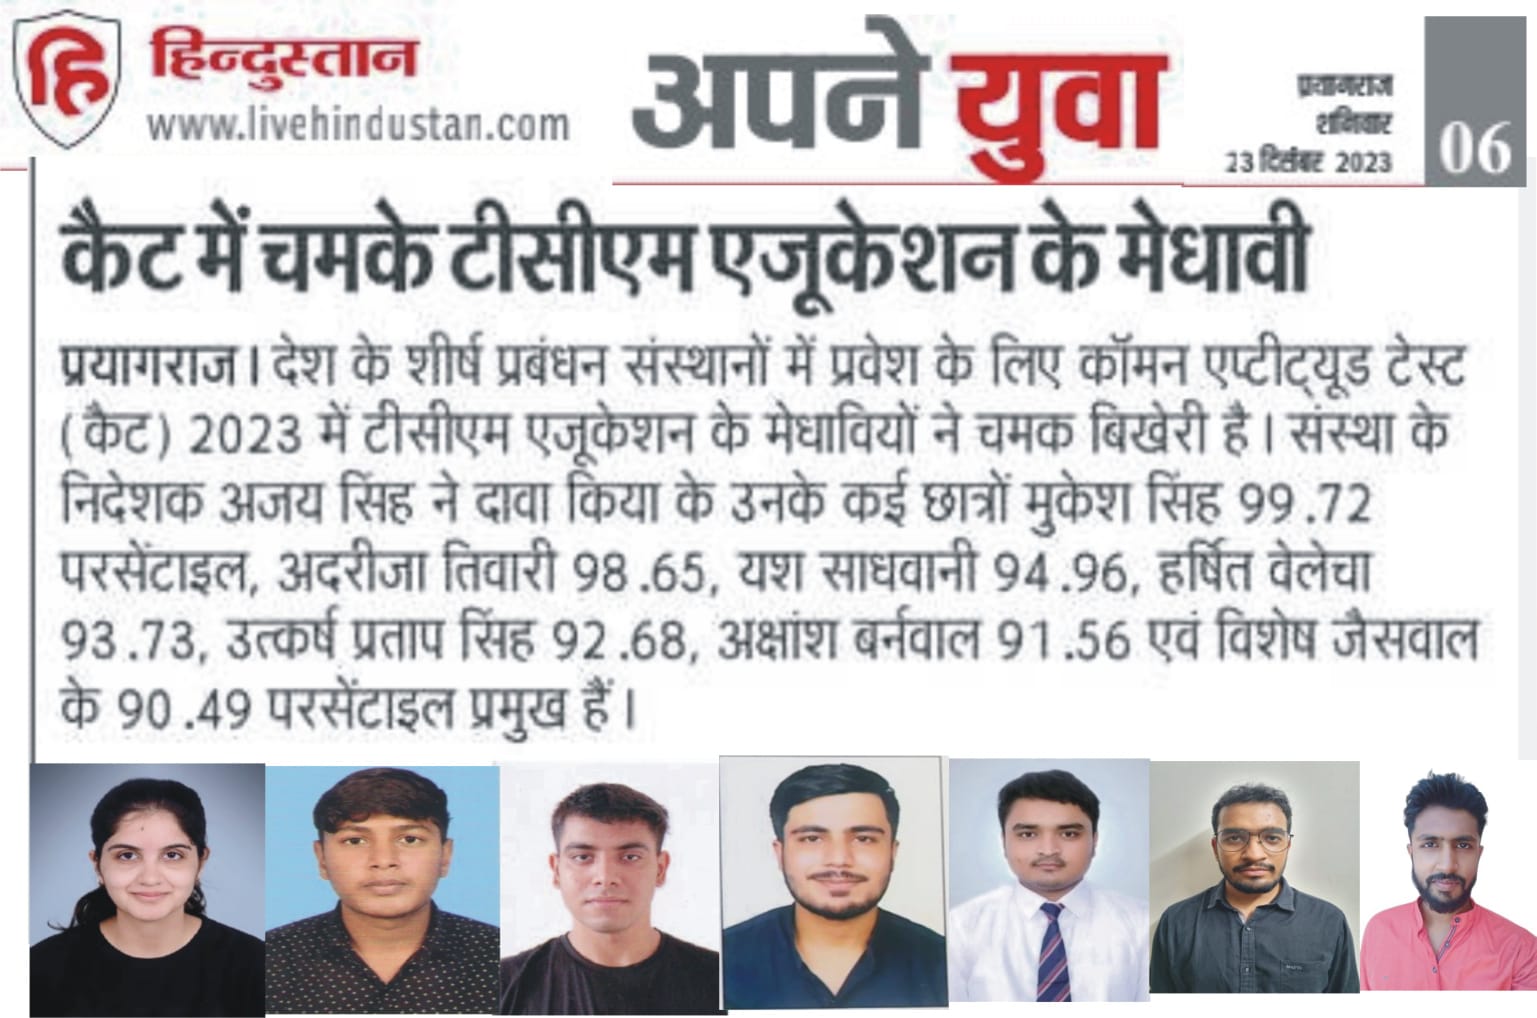 हि हिन्दुस्तान
www.livehindustan.com
अपने युवा
प्रयागराज
शनिवार
23 दिसंबर 2023
06
कैट में चमके टीसीएम एजूकेशन के मेधावी
प्रयागराज। देश के शीर्ष प्रबंधन संस्थानों में प्रवेश के लिए कॉमन एप्टीट्यूड टेस्ट
(कैट) 2023 में टीसीएम एजूकेशन के मेधावियों ने चमक बिखेरी है। संस्था के
निदेशक अजय सिंह ने दावा किया के उनके कई छात्रों मुकेश सिंह 99.72
परसेंटाइल, अदरीजा तिवारी 98.65, यश साधवानी 94.96, हर्षित वेलेचा
93.73, उत्कर्ष प्रताप सिंह 92.68, अक्षांश बर्नवाल 91.56 एवं विशेष जैसवाल
के 90.49 परसेंटाइल प्रमुख हैं।